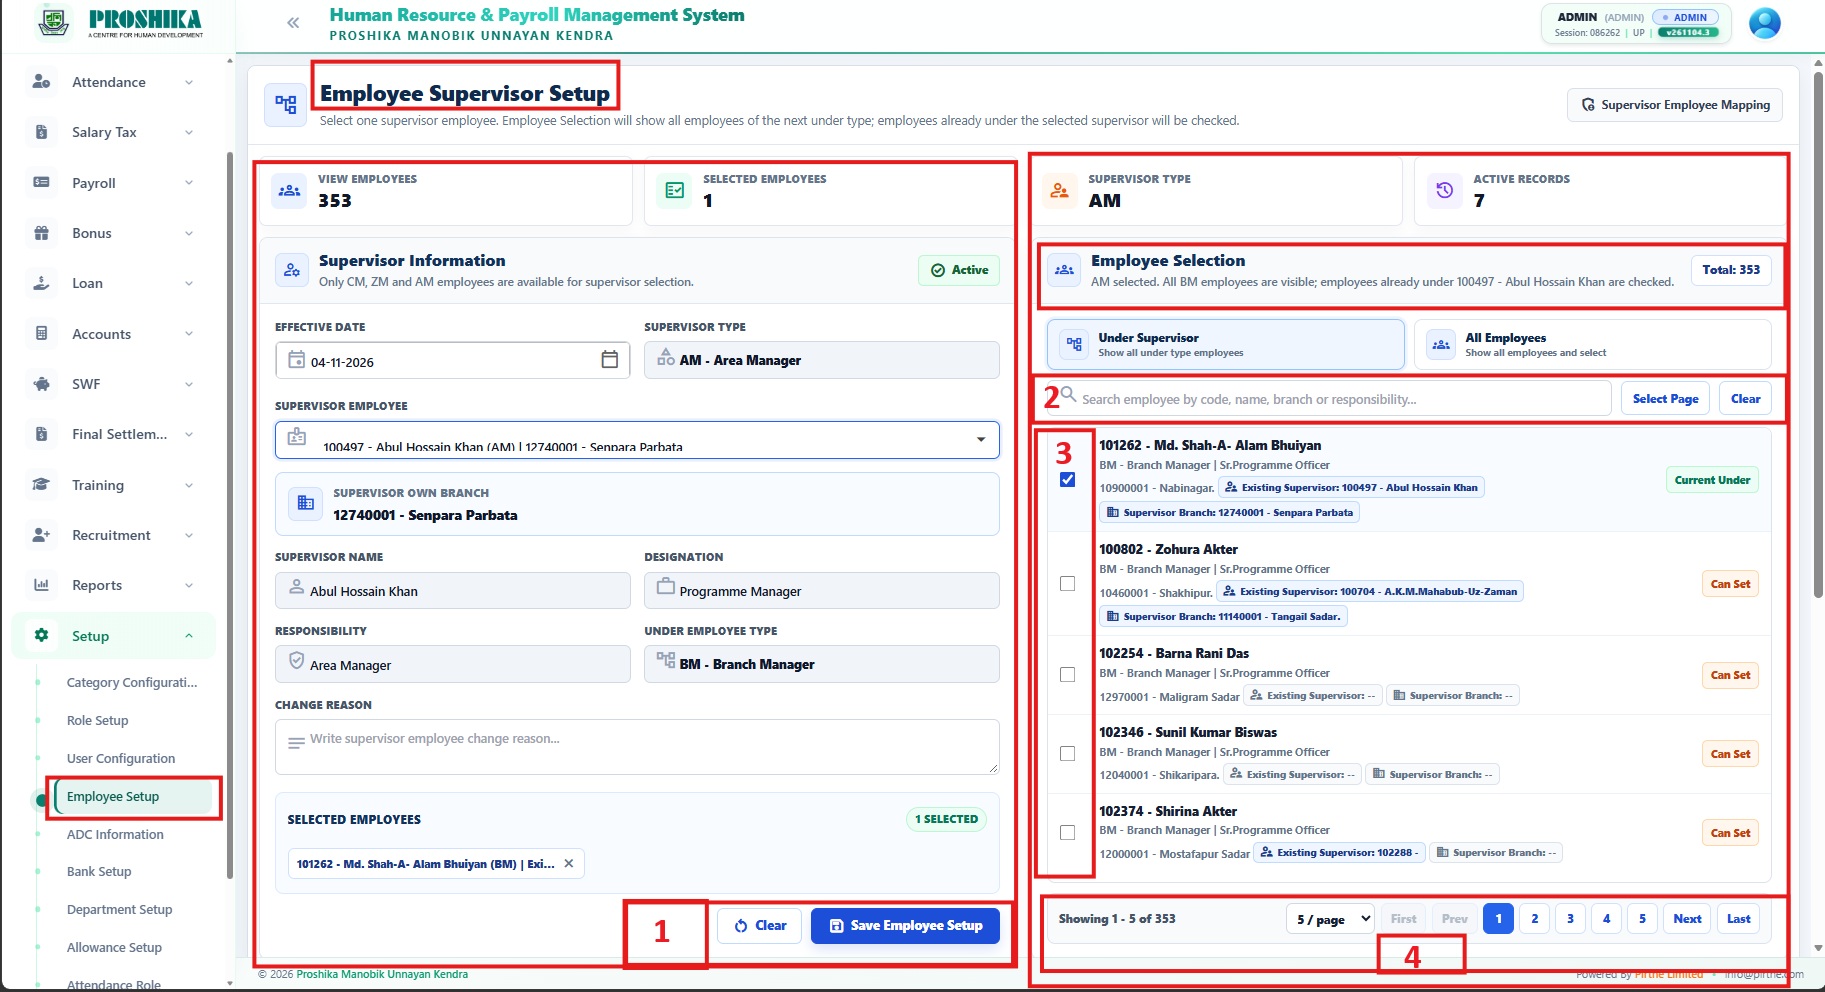 PROSHIKA
A CENTRE FOR HUMAN DEVELOPMENT
Human Resource & Payroll Management System
PROSHIKA MANOBIK UNNAYAN KENDRA
ADMIN (ADMIN) ADMIN
Session: 086262 | UP | v261104.3
Attendance
Salary Tax
Payroll
Bonus
Loan
Accounts
SWF
Final Settlem...
Training
Recruitment
Reports
Setup
Category Configurati...
Role Setup
User Configuration
Employee Setup
ADC Information
Bank Setup
Department Setup
Allowance Setup
Attendance Role
Employee Supervisor Setup
Select one supervisor employee. Employee Selection will show all employees of the next under type; employees already under the selected supervisor will be checked.
Supervisor Employee Mapping
VIEW EMPLOYEES
353
SELECTED EMPLOYEES
1
SUPERVISOR TYPE
AM
ACTIVE RECORDS
7
Supervisor Information
Only CM, ZM and AM employees are available for supervisor selection.
Active
EFFECTIVE DATE
04-11-2026
SUPERVISOR TYPE
AM - Area Manager
SUPERVISOR EMPLOYEE
100497 - Abul Hossain Khan (AM) | 12740001 - Senpara Parbata
SUPERVISOR OWN BRANCH
12740001 - Senpara Parbata
SUPERVISOR NAME
Abul Hossain Khan
DESIGNATION
Programme Manager
RESPONSIBILITY
Area Manager
UNDER EMPLOYEE TYPE
BM - Branch Manager
CHANGE REASON
Write supervisor employee change reason...
SELECTED EMPLOYEES
1 SELECTED
101262 - Md. Shah-A- Alam Bhuiyan (BM) | Exi... ×
1
Clear
Save Employee Setup
Employee Selection
AM selected. All BM employees are visible; employees already under 100497 - Abul Hossain Khan are checked.
Total: 353
Under Supervisor
Show all under type employees
All Employees
Show all employees and select
2
Search employee by code, name, branch or responsibility...
Select Page
Clear
3
101262 - Md. Shah-A- Alam Bhuiyan
BM - Branch Manager | Sr.Programme Officer
10900001 - Nabinagar. Existing Supervisor: 100497 - Abul Hossain Khan
Supervisor Branch: 12740001 - Senpara Parbata
Current Under
100802 - Zohura Akter
BM - Branch Manager | Sr.Programme Officer
10460001 - Shakhipur. Existing Supervisor: 100704 - A.K.M.Mahabub-Uz-Zaman
Supervisor Branch: 11140001 - Tangail Sadar.
Can Set
102254 - Barna Rani Das
BM - Branch Manager | Sr.Programme Officer
12970001 - Maligram Sadar Existing Supervisor: -- Supervisor Branch: --
Can Set
102346 - Sunil Kumar Biswas
BM - Branch Manager | Sr.Programme Officer
12040001 - Shikaripara. Existing Supervisor: -- Supervisor Branch: --
Can Set
102374 - Shirina Akter
BM - Branch Manager | Sr.Programme Officer
12000001 - Mostafapur Sadar Existing Supervisor: 102288 - Supervisor Branch: --
Can Set
Showing 1 - 5 of 353
5 / page
First Prev 1 2 3 4 5 Next Last
4
© 2026 Proshika Manobik Unnayan Kendra
Powered By Pirthe Limited - info@pirthe.com